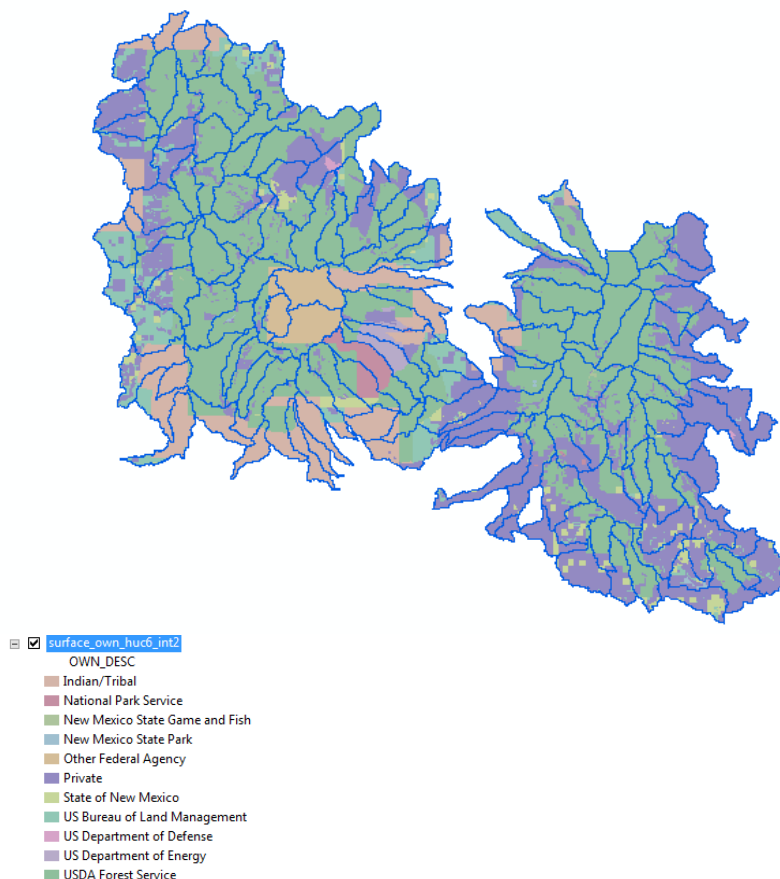 surface_own_huc6_int2
OWN_DESC
Indian/Tribal
National Park Service
New Mexico State Game and Fish
New Mexico State Park
Other Federal Agency
Private
State of New Mexico
US Bureau of Land Management
US Department of Defense
US Department of Energy
USDA Forest Service